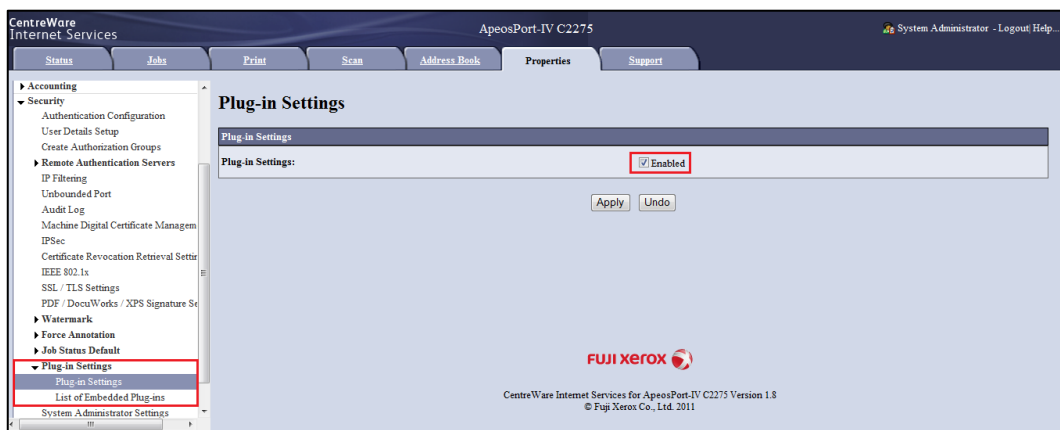 CentreWare
Internet Services
ApeosPort-IV C2275
System Administrator - Logout| Help...
Status
Jobs
Print
Scan
Address Book
Properties
Support
Accounting
Security
Authentication Configuration
User Details Setup
Create Authorization Groups
Remote Authentication Servers
IP Filtering
Unbounded Port
Audit Log
Machine Digital Certificate Managem
IPSec
Certificate Revocation Retrieval Settin
IEEE 802.1x
SSL / TLS Settings
PDF / DocuWorks / XPS Signature Se
Watermark
Force Annotation
Job Status Default
Plug-in Settings
Plug-in Settings
List of Embedded Plug-ins
System Administrator Settings
Plug-in Settings
Plug-in Settings
Plug-in Settings:
Enabled
Apply
Undo
FUJI xerox
CentreWare Internet Services for ApeosPort-IV C2275 Version 1.8
© Fuji Xerox Co., Ltd. 2011